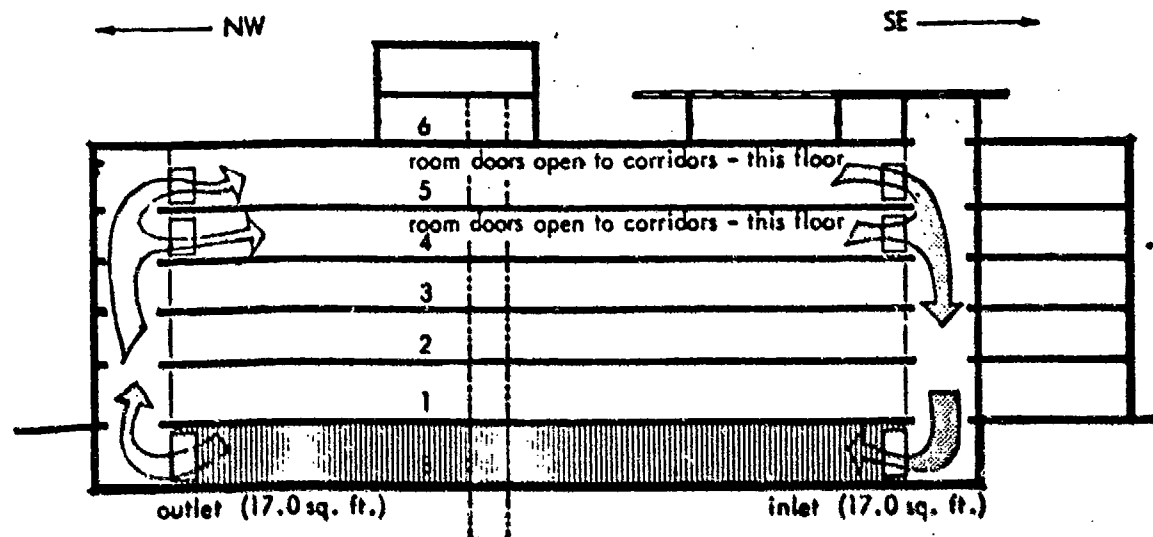 NW
SE
6
room doors open to corridors - this floor
5
room doors open to corridors - this floor
4
3
2
1
outlet (17.0 sq. ft.)
inlet (17.0 sq. ft.)